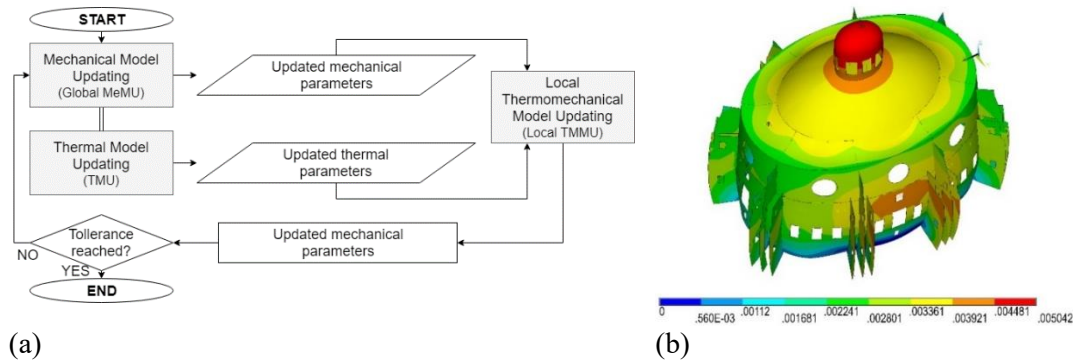 START
Mechanical Model
Updating
(Global MeMU)
Updated mechanical
parameters
Local
Thermomechanical
Model Updating
(Local TMMU)
Thermal Model
Updating
(TMU)
Updated thermal
parameters
Tollerance
reached?
NO
YES
Updated mechanical
parameters
END
(a)
0 .560E-03 .00112 .001681 .002241 .002801 .003361 .003921 .004481 .005042
(b)